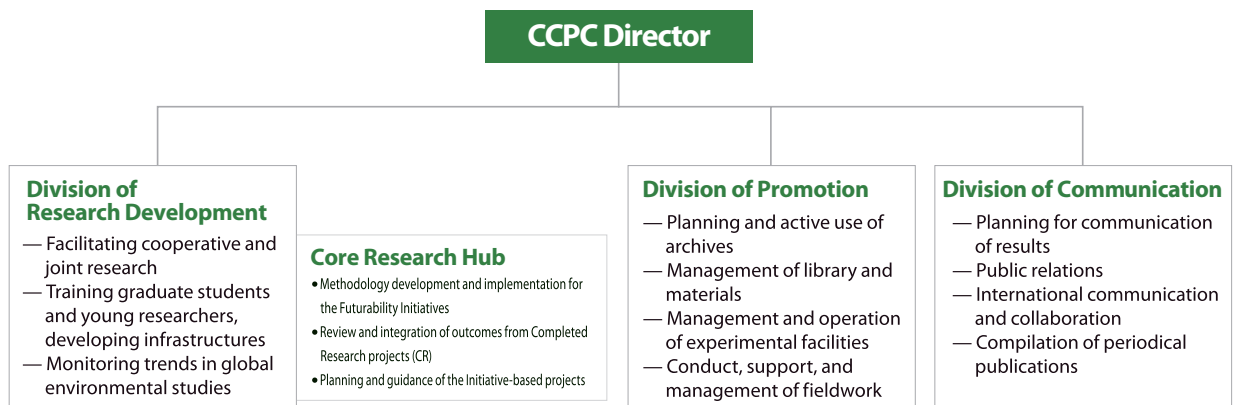 CCPC Director
Division of
Research Development
— Facilitating cooperative and
joint research
— Training graduate students
and young researchers,
developing infrastructures
— Monitoring trends in global
environmental studies
Core Research Hub
• Methodology development and implementation for
the Futurability Initiatives
• Review and integration of outcomes from Completed
Research projects (CR)
• Planning and guidance of the Initiative-based projects
Division of Promotion
— Planning and active use of
archives
— Management of library and
materials
— Management and operation
of experimental facilities
— Conduct, support, and
management of fieldwork
Division of Communication
— Planning for communication
of results
— Public relations
— International communication
and collaboration
— Compilation of periodical
publications